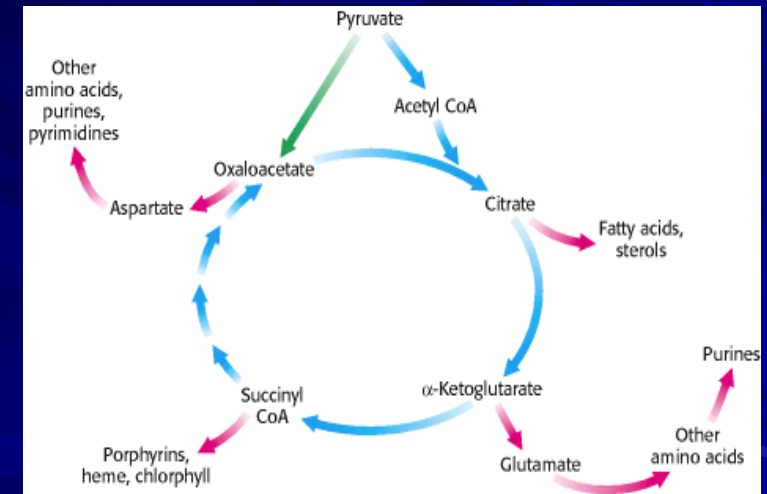 Pyruvate
Other
amino acids,
purines,
pyrimidines
Acetyl CoA
Oxaloacetate
Aspartate
Citrate
Fatty acids,
sterols
Purines
α-Ketoglutarate
Succinyl
CoA
Other
amino acids
Porphyrins,
heme, chlorphyll
Glutamate